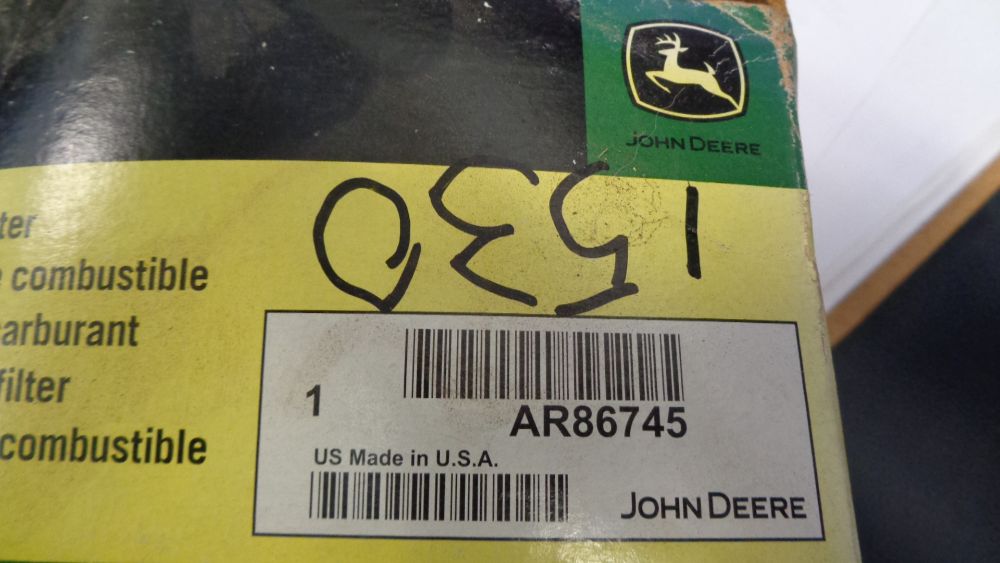 JOHN DEERE
1530
ter
combustible
arburant
filter
combustible
1
AR86745
US Made in U.S.A.
JOHN DEERE